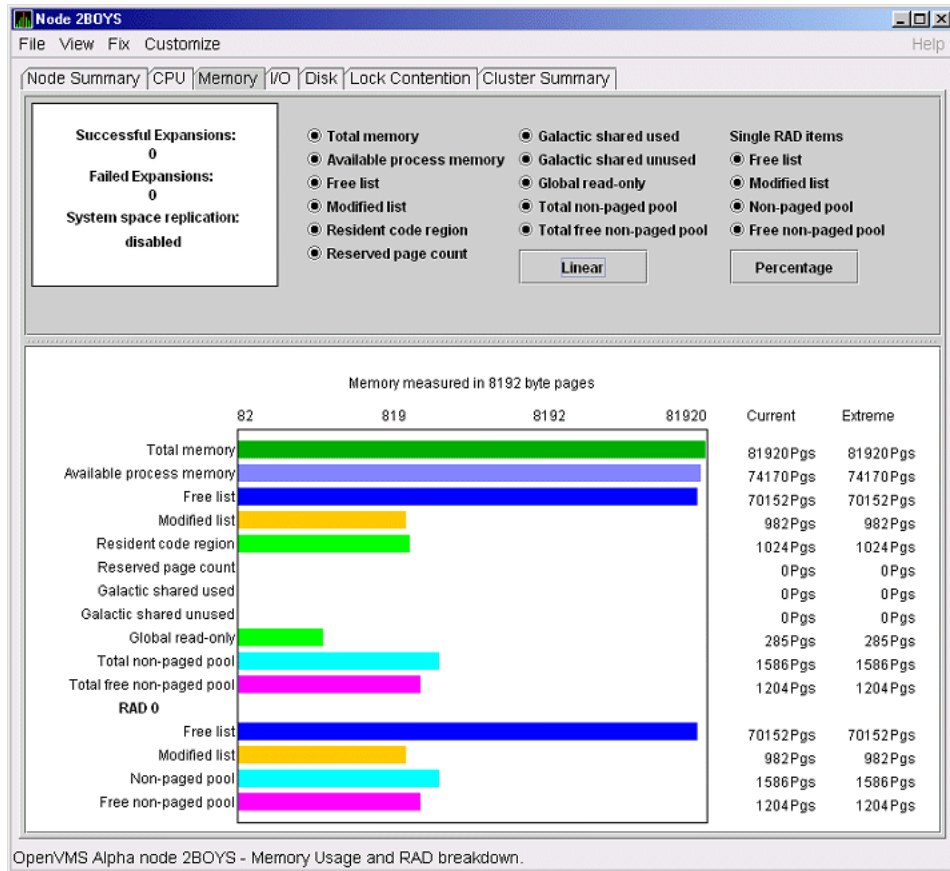 Node 2BOYS
File View Fix Customize Help
Node Summary CPU Memory I/O Disk Lock Contention Cluster Summary
Successful Expansions:
0
Failed Expansions:
0
System space replication:
disabled
Total memory
Available process memory
Free list
Modified list
Resident code region
Reserved page count
Galactic shared used
Galactic shared unused
Global read-only
Total non-paged pool
Total free non-paged pool
Linear
Single RAD items
Free list
Modified list
Non-paged pool
Free non-paged pool
Percentage
Memory measured in 8192 byte pages
82 819 8192 81920 Current Extreme
Total memory 81920Pgs 81920Pgs
Available process memory 74170Pgs 74170Pgs
Free list 70152Pgs 70152Pgs
Modified list 982Pgs 982Pgs
Resident code region 1024Pgs 1024Pgs
Reserved page count 0Pgs 0Pgs
Galactic shared used 0Pgs 0Pgs
Galactic shared unused 0Pgs 0Pgs
Global read-only 285Pgs 285Pgs
Total non-paged pool 1586Pgs 1586Pgs
Total free non-paged pool 1204Pgs 1204Pgs
RAD 0
Free list 70152Pgs 70152Pgs
Modified list 982Pgs 982Pgs
Non-paged pool 1586Pgs 1586Pgs
Free non-paged pool 1204Pgs 1204Pgs
OpenVMS Alpha node 2BOYS - Memory Usage and RAD breakdown.